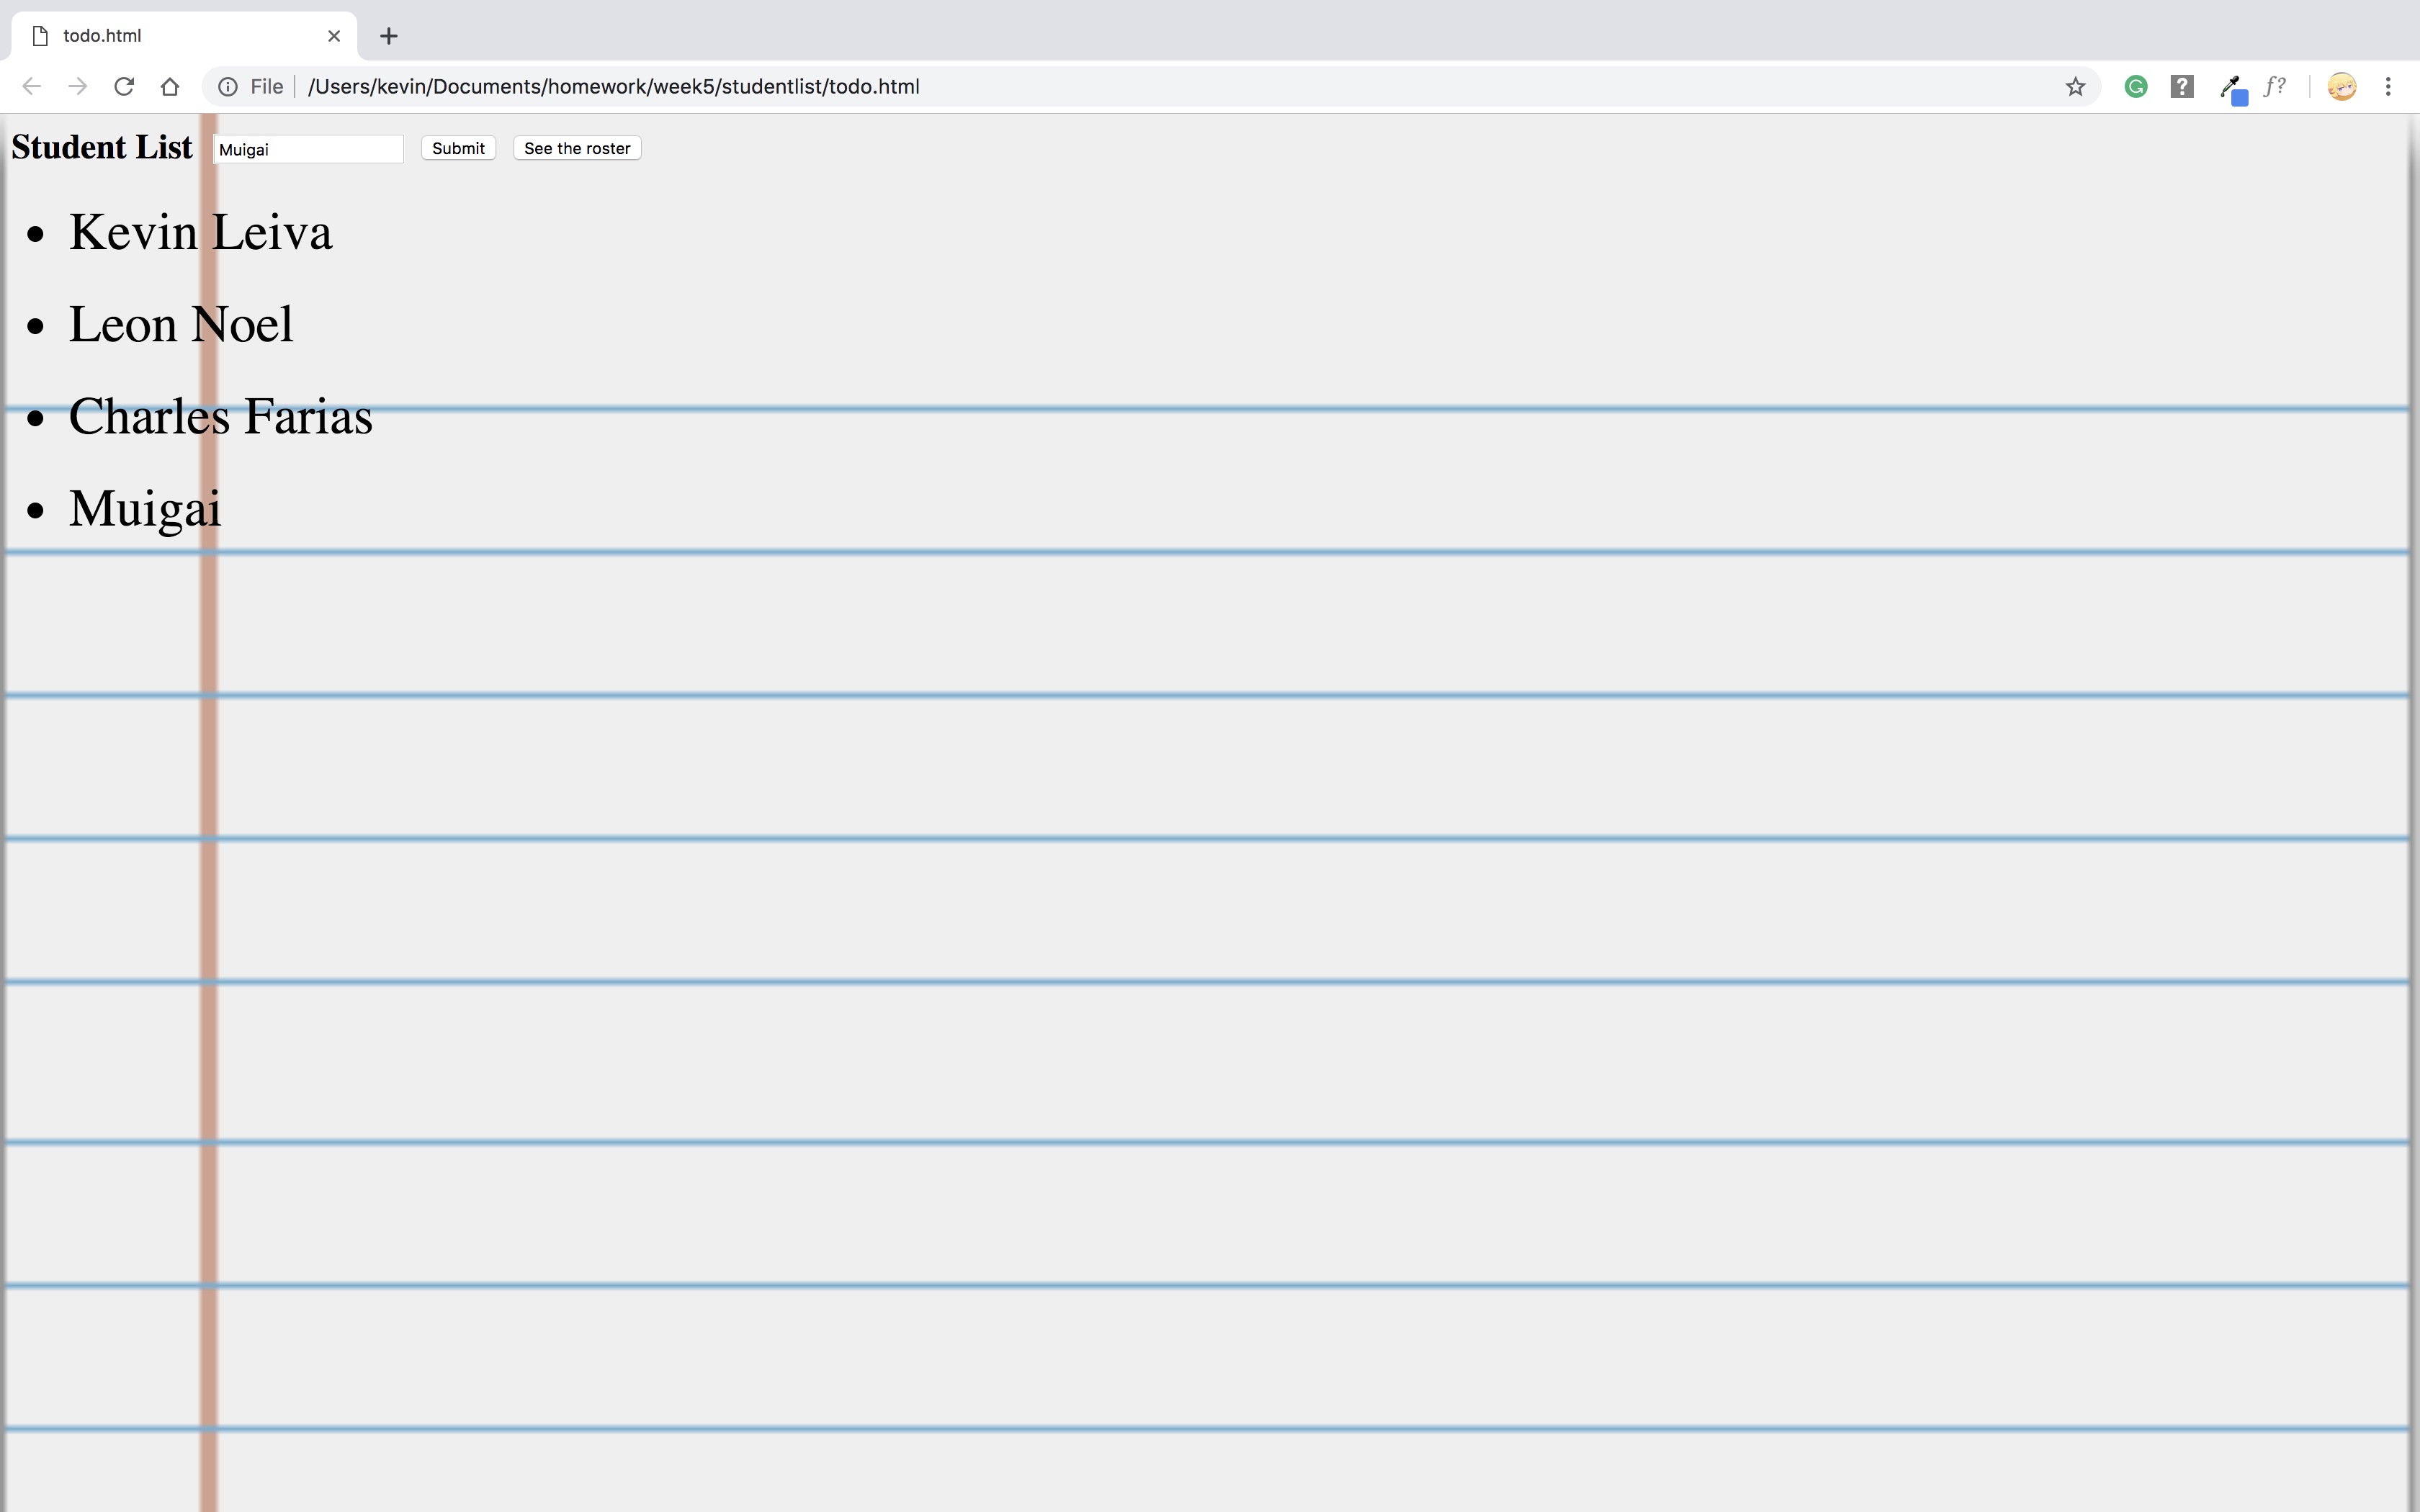 todo.html
File /Users/kevin/Documents/homework/week5/studentlist/todo.html
Student List Muigai Submit See the roster
Kevin Leiva
Leon Noel
Charles Farias
Muigai